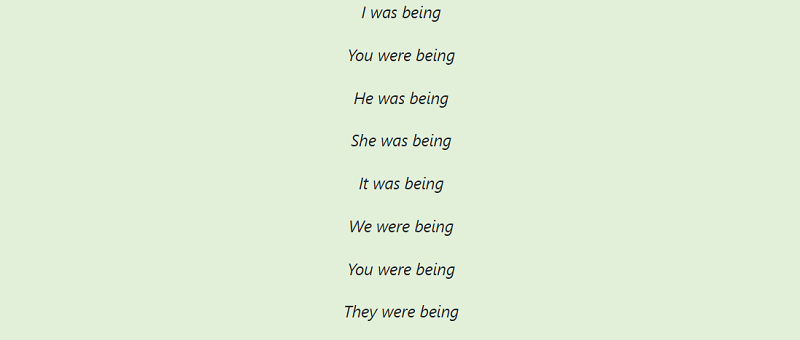 I was being
You were being
He was being
She was being
It was being
We were being
You were being
They were being